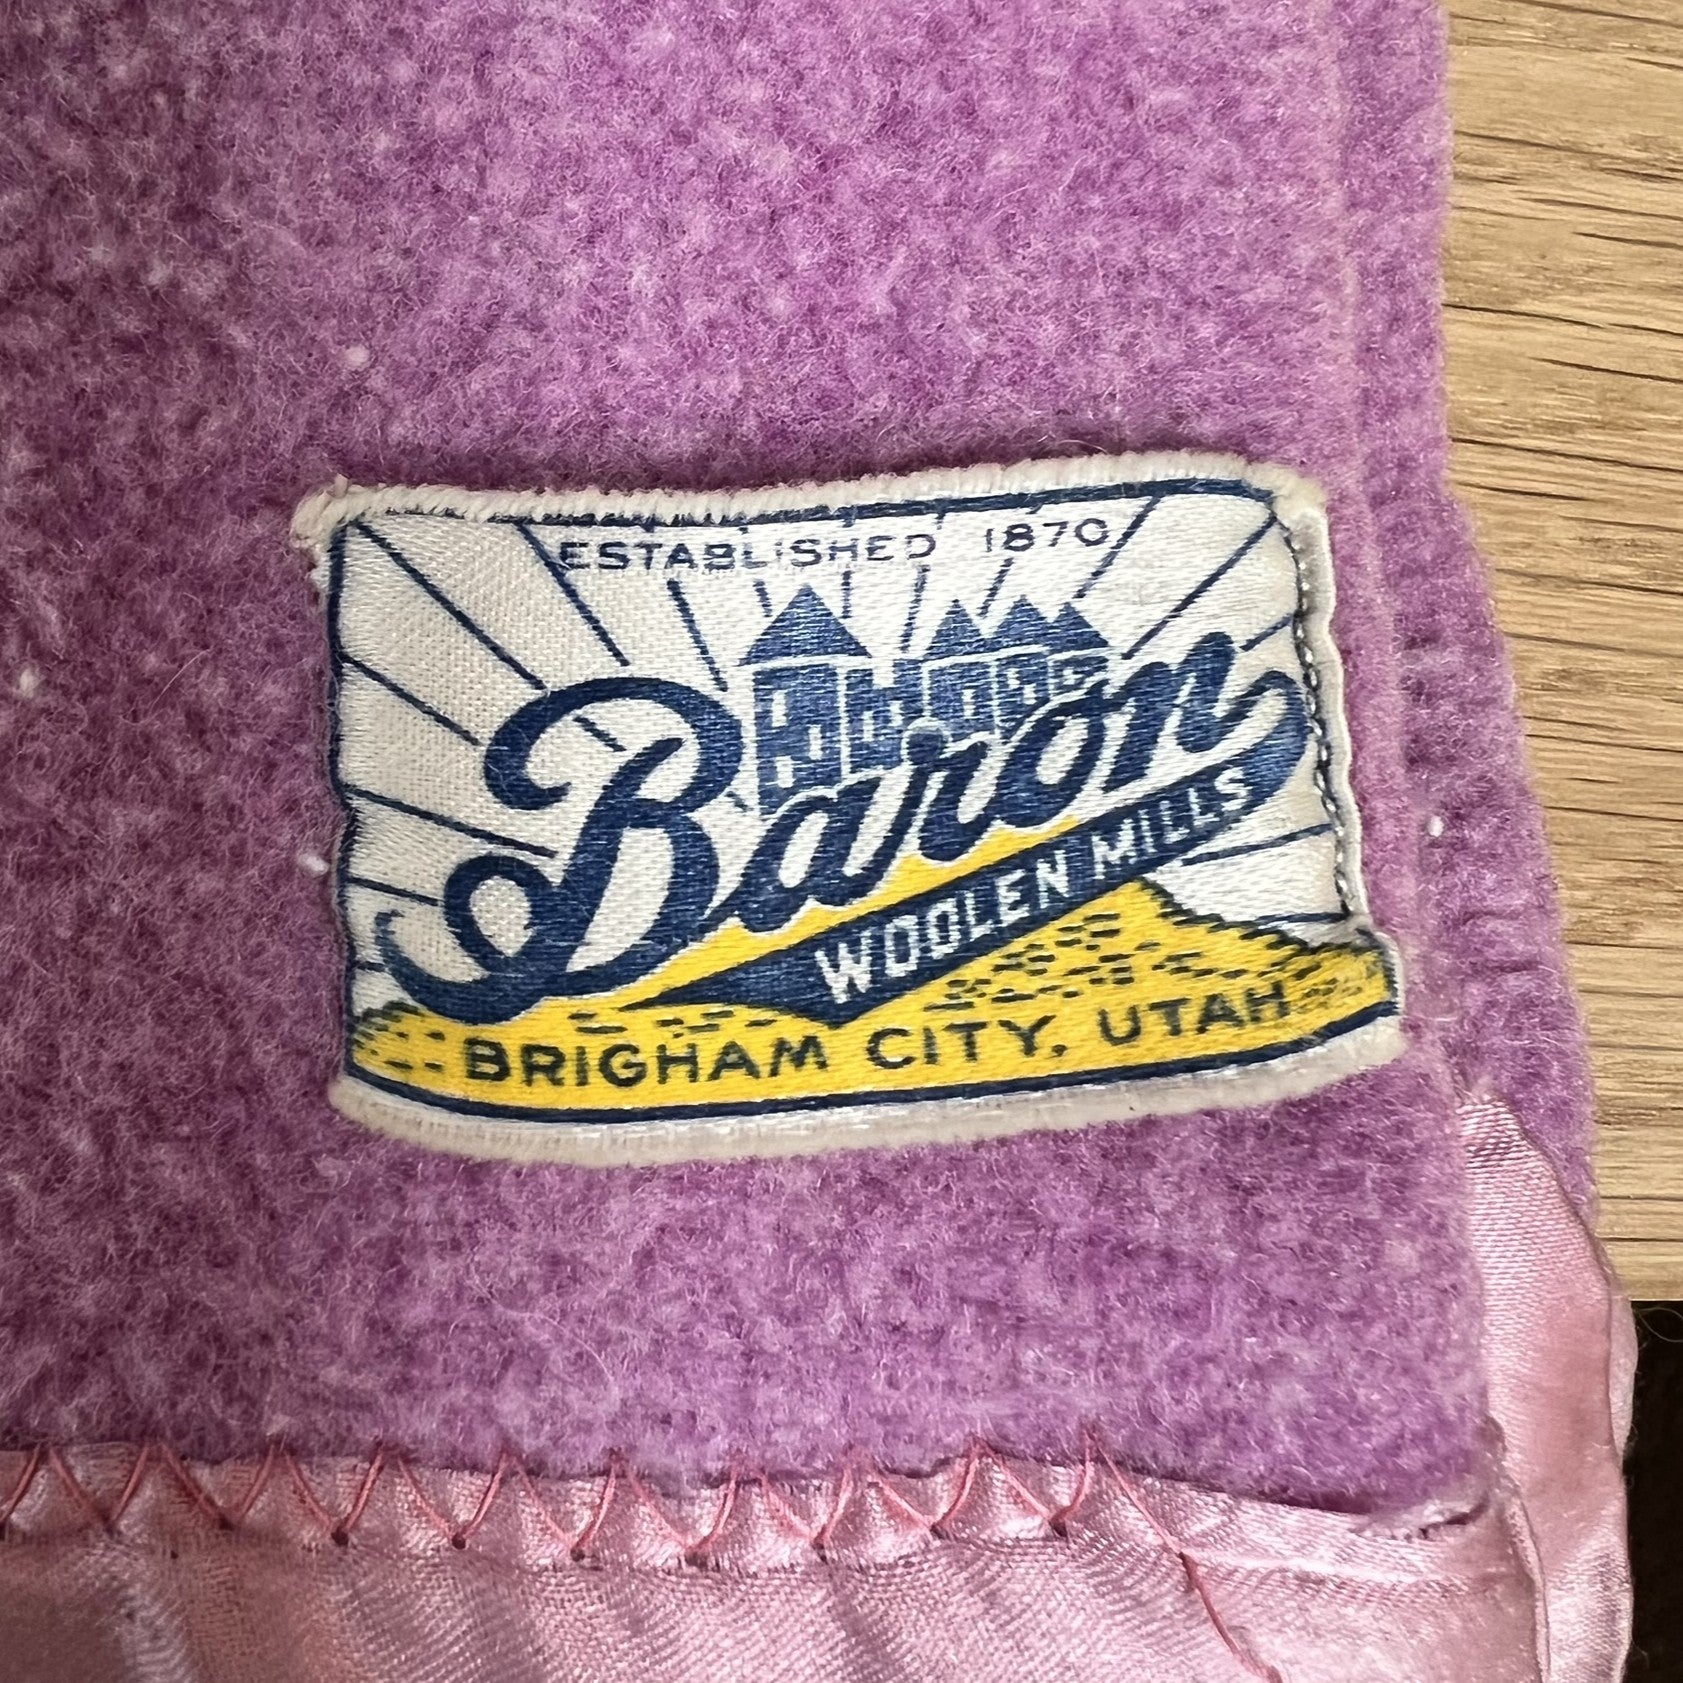 ESTABLISHED 1870
Baron
WOOLEN MILLS
BRIGHAM CITY, UTAH